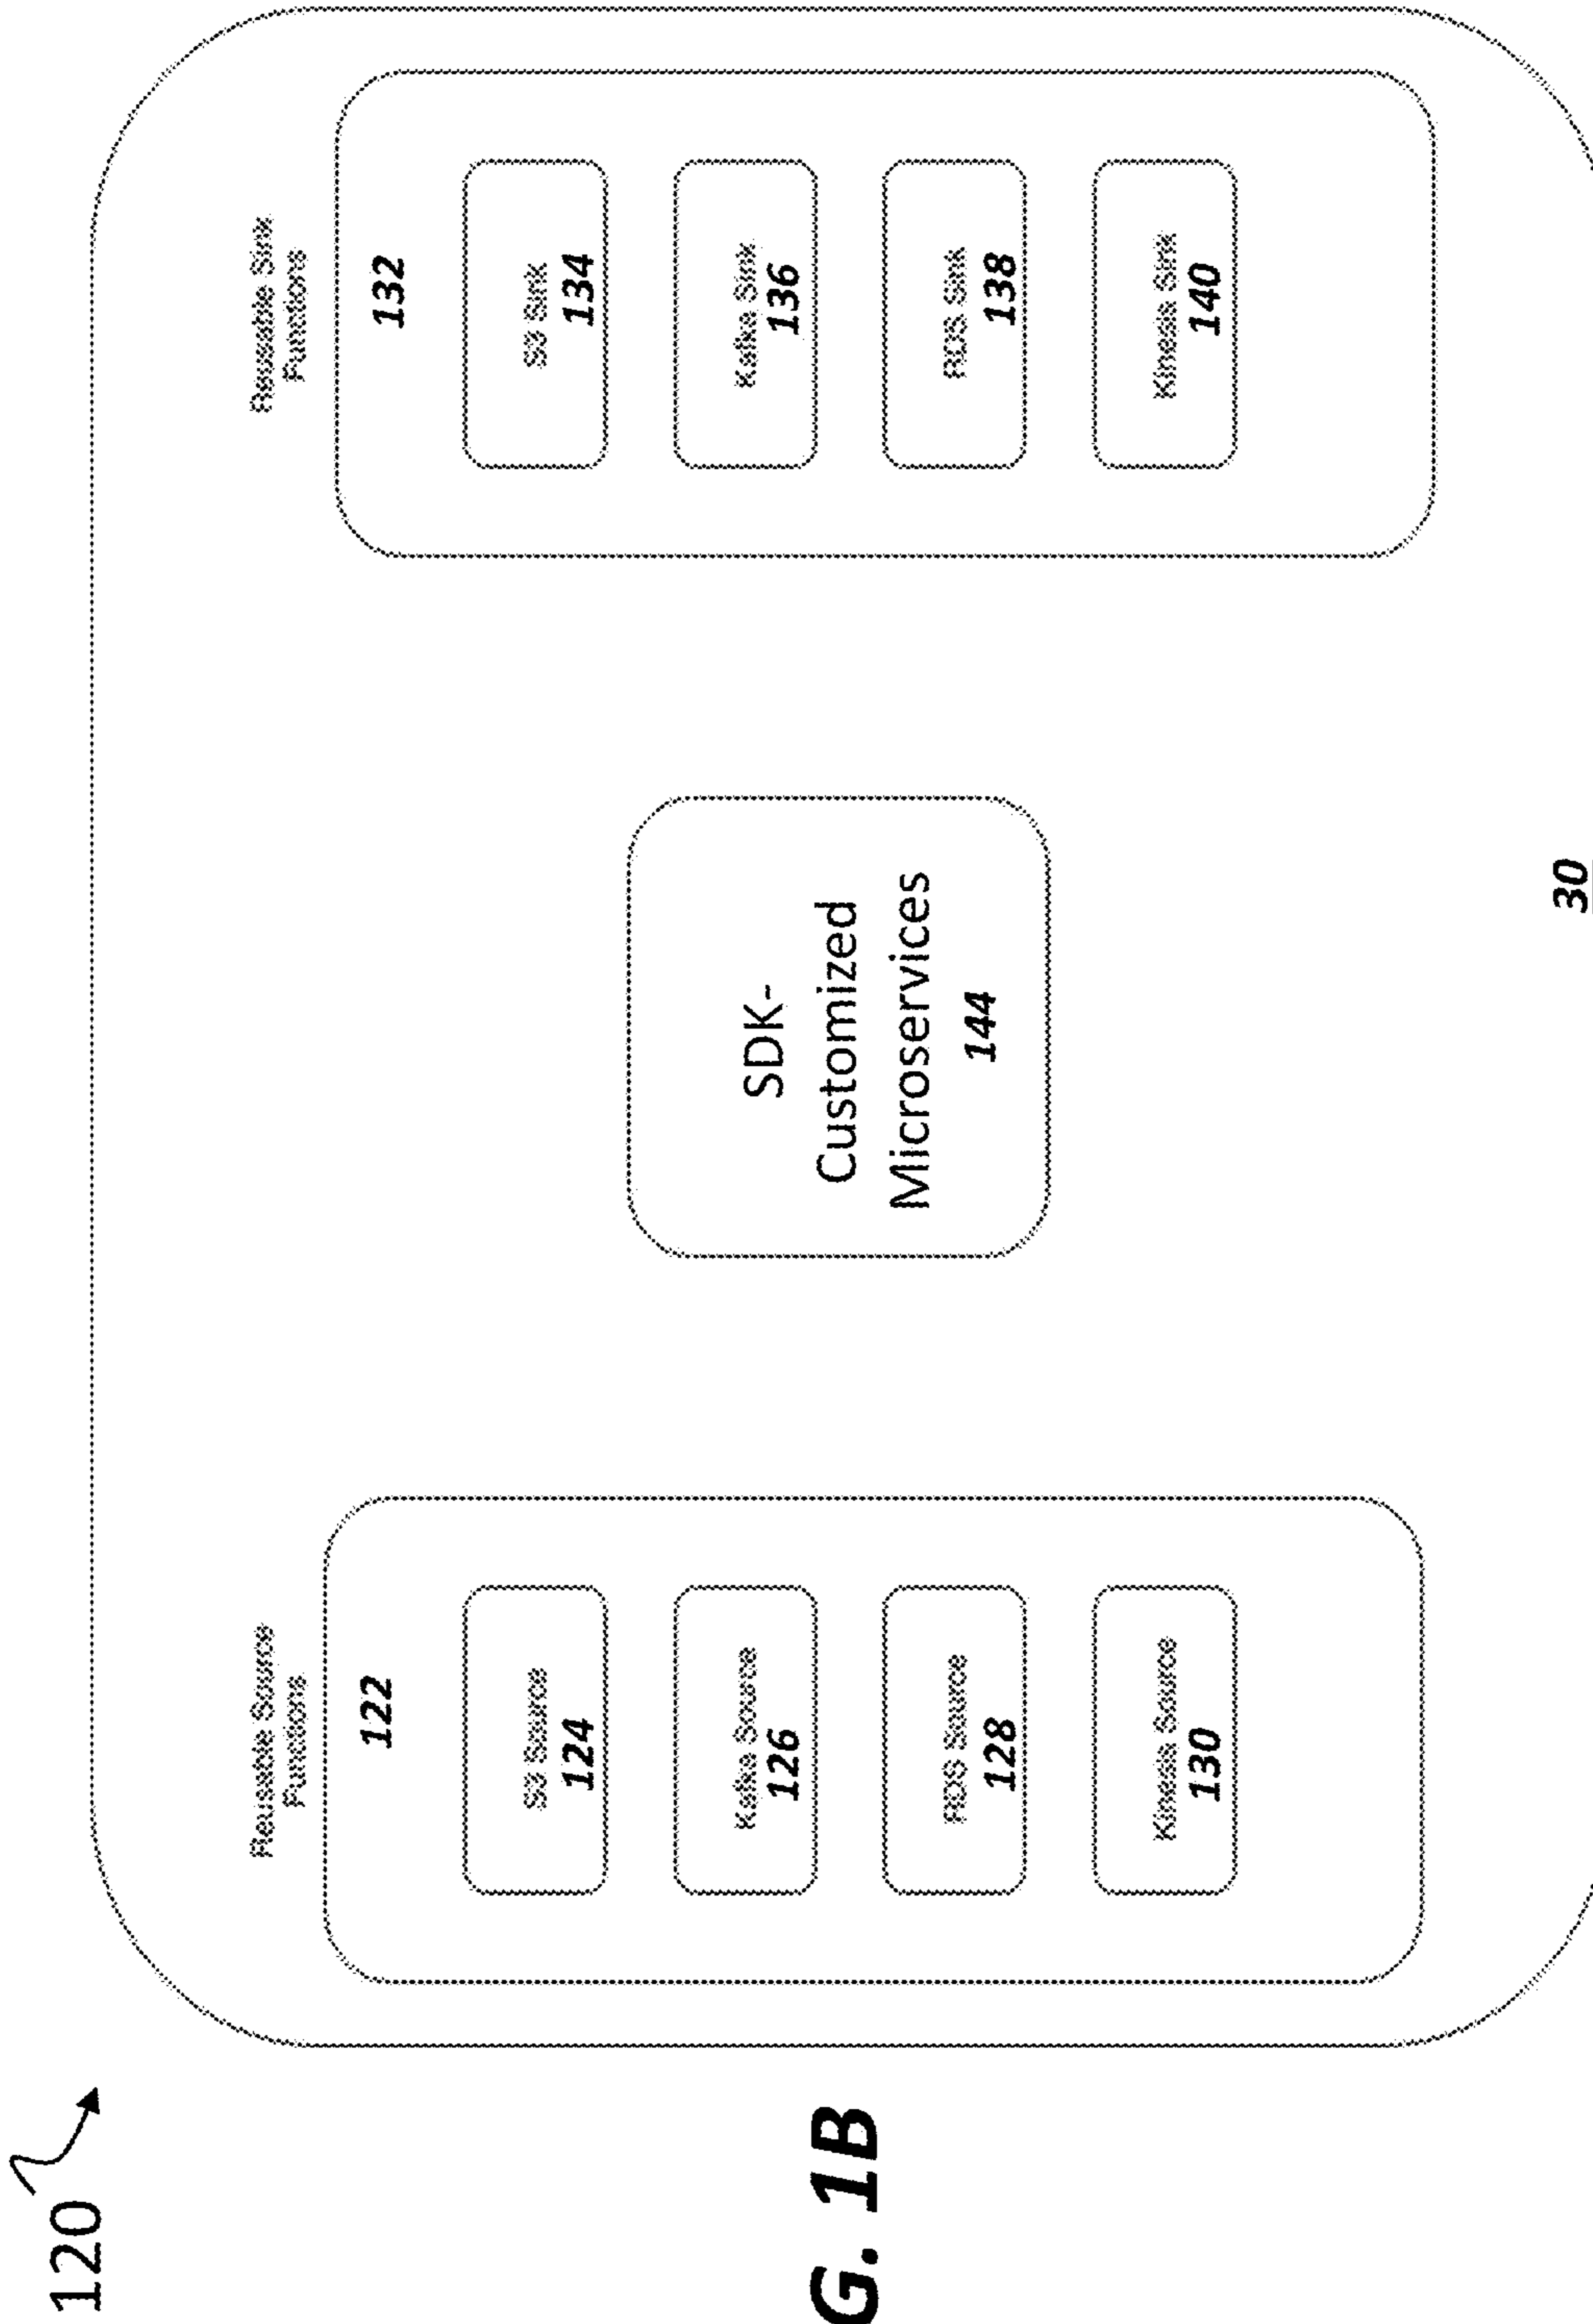 120
Reusable Source
Functions
122
S3 Source
124
Kafka Source
126
RDS Source
128
Kinesis Source
130
SDK-
Customized
Microservices
144
Reusable Sink
Functions
132
S3 Sink
134
Kafka Sink
136
RDS Sink
138
Kinesis Sink
140
30
G. 1B